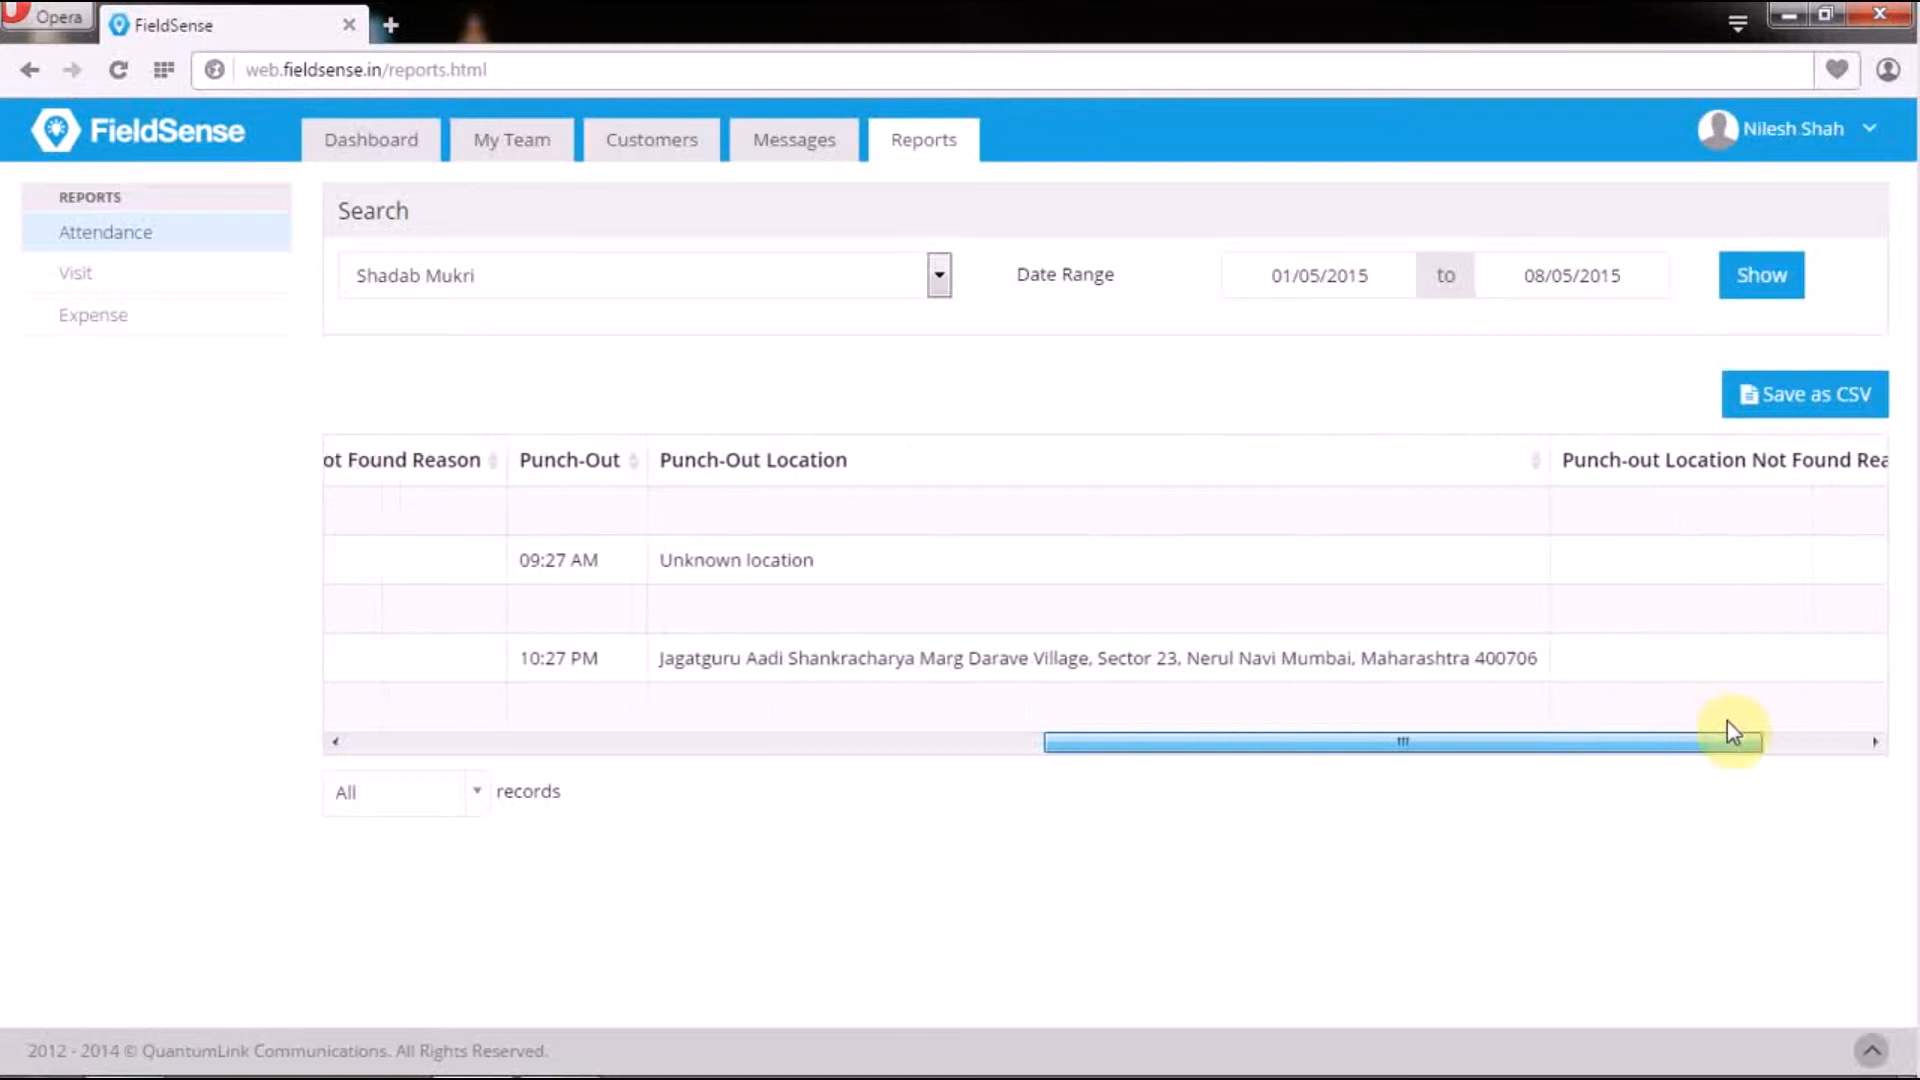 Opera
FieldSense
web.fieldsense.in/reports.html
FieldSense
Dashboard
My Team
Customers
Messages
Reports
Nilesh Shah
REPORTS
Attendance
Visit
Expense
Search
Shadab Mukri
Date Range
01/05/2015
to
08/05/2015
Show
Save as CSV
ot Found Reason
Punch-Out
Punch-Out Location
Punch-out Location Not Found Rea
09:27 AM
Unknown location
10:27 PM
Jagatguru Aadi Shankracharya Marg Darave Village, Sector 23, Nerul Navi Mumbai, Maharashtra 400706
All
records
2012 - 2014 © QuantumLink Communications. All Rights Reserved.